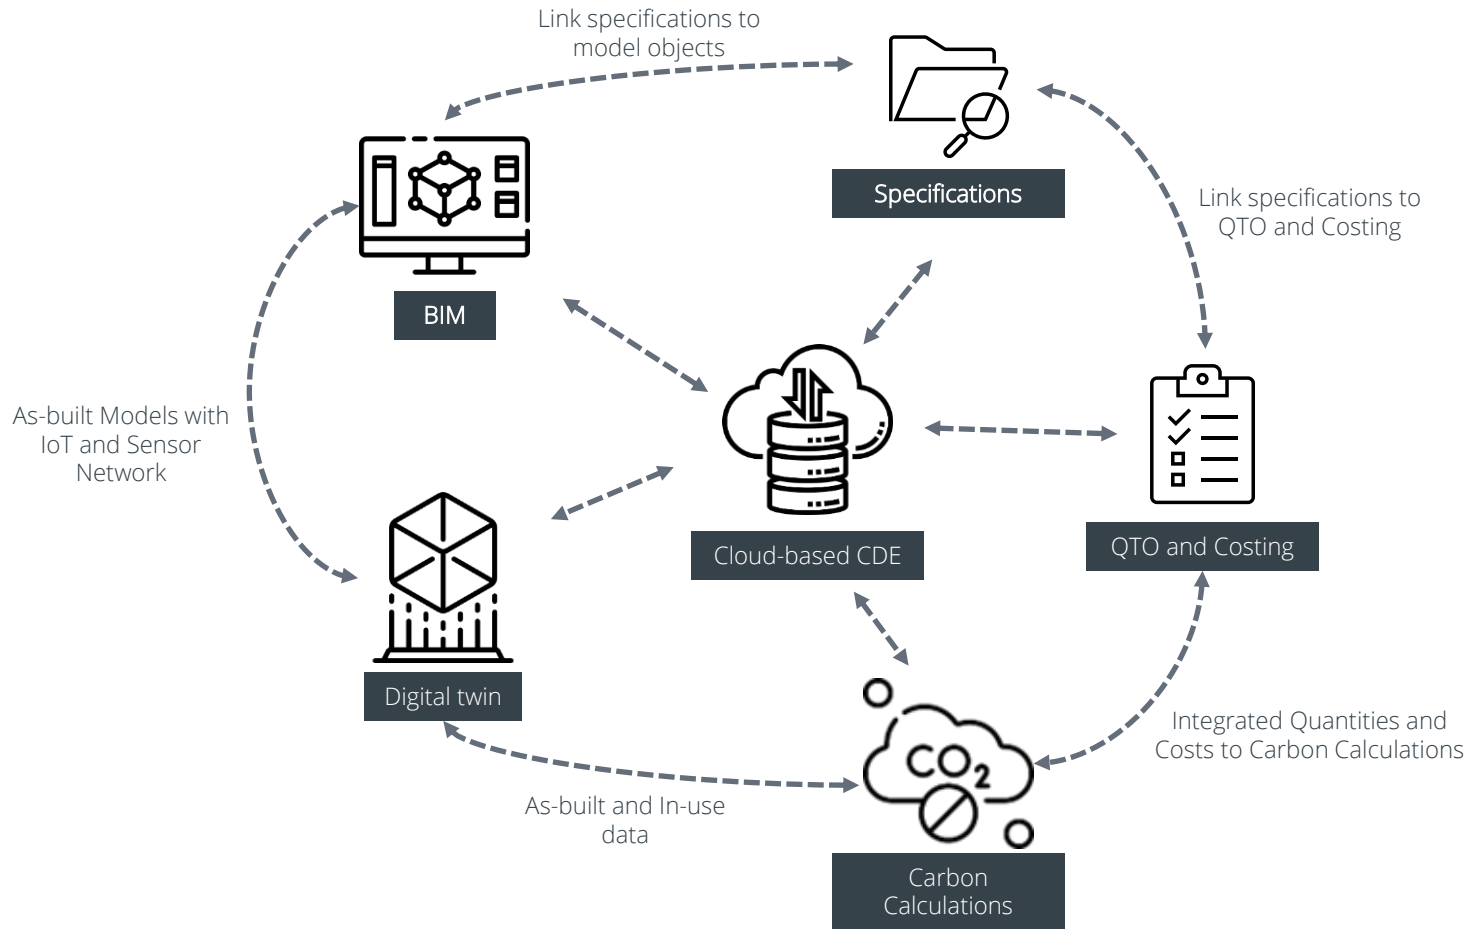 Link specifications to
model objects
Specifications
Link specifications to
QTO and Costing
BIM
As-built Models with
IoT and Sensor
Network
Cloud-based CDE
QTO and Costing
Digital twin
Integrated Quantities and
Costs to Carbon Calculations
CO2
As-built and In-use
data
Carbon
Calculations